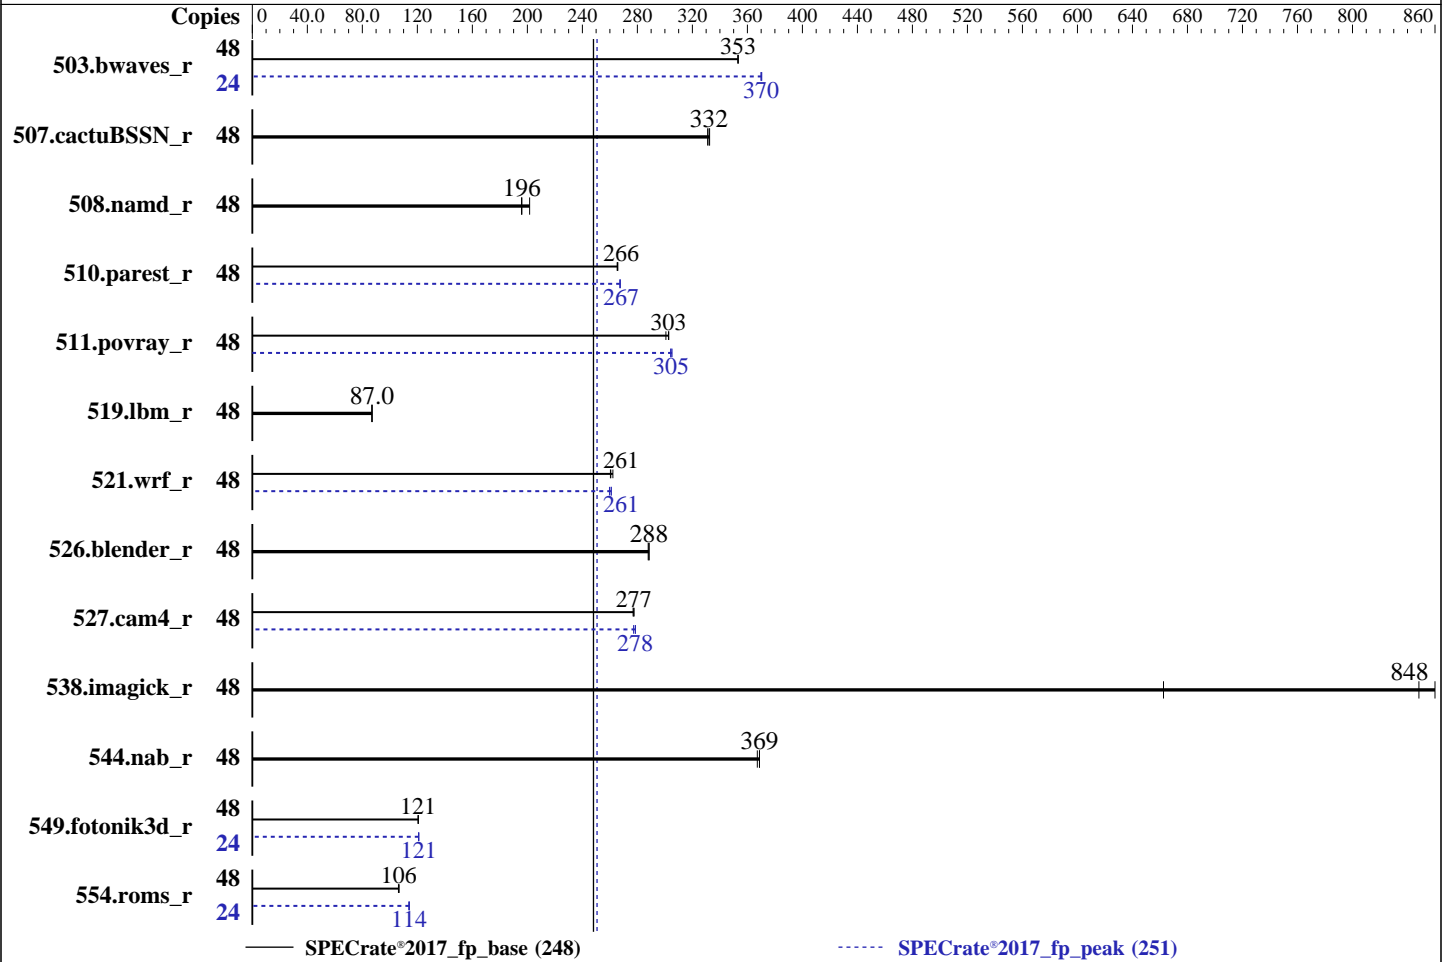 Copies 0 40.0 80.0 120 160 200 240 280 320 360 400 440 480 520 560 600 640 680 720 760 800 860
503.bwaves_r 48 353
24 370
507.cactuBSSN_r 48 332
508.namd_r 48 196
510.parest_r 48 266
267
511.povray_r 48 303
305
519.lbm_r 48 87.0
521.wrf_r 48 261
261
526.blender_r 48 288
527.cam4_r 48 277
278
538.imagick_r 48 848
544.nab_r 48 369
549.fotonik3d_r 48 121
24 121
554.roms_r 48 106
24 114
SPECrate®2017_fp_base (248) SPECrate®2017_fp_peak (251)